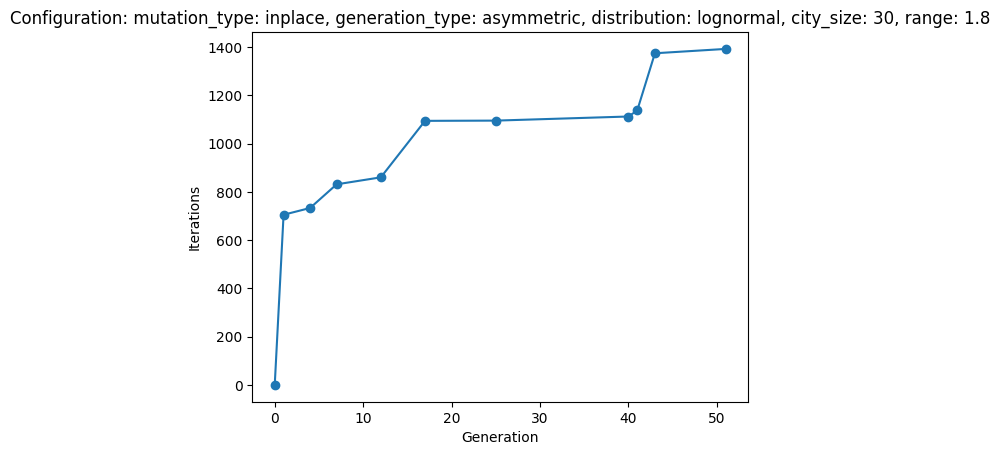 Configuration: mutation_type: inplace, generation_type: asymmetric, distribution: lognormal, city_size: 30, range: 1.8
1400
1200
1000
800
600
400
200
0
Iterations
0 10 20 30 40 50
Generation